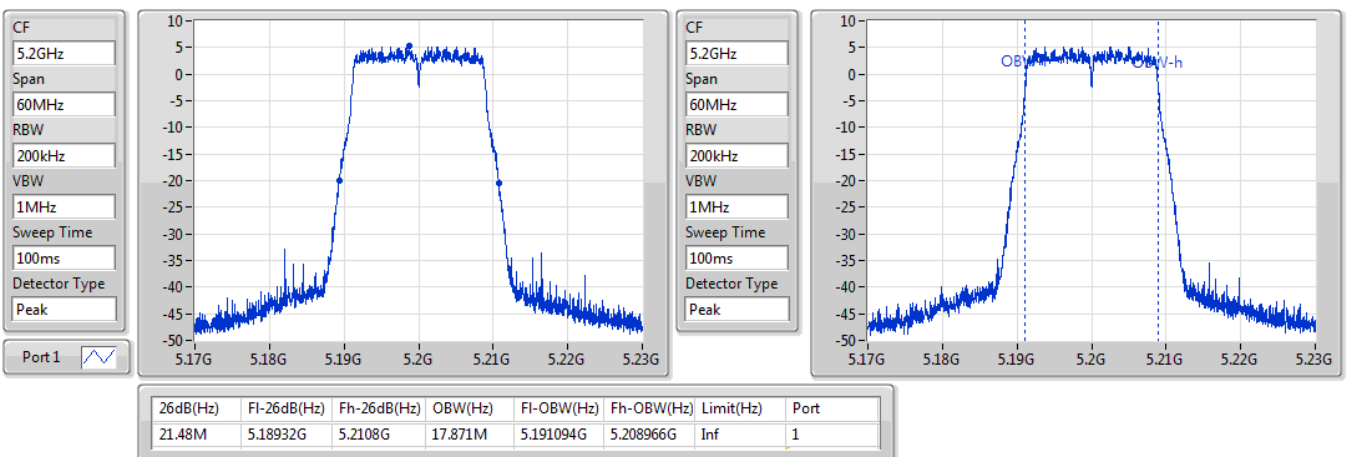 CF
5.2GHz
Span
60MHz
RBW
200kHz
VBW
1MHz
Sweep Time
100ms
Detector Type
Peak
Port 1
10
5
0
-5
-10
-15
-20
-25
-30
-35
-40
-45
-50
5.17G 5.18G 5.19G 5.2G 5.21G 5.22G 5.23G
CF
5.2GHz
Span
60MHz
RBW
200kHz
VBW
1MHz
Sweep Time
100ms
Detector Type
Peak
10
5
0
-5
-10
-15
-20
-25
-30
-35
-40
-45
-50
OBW-h
5.17G 5.18G 5.19G 5.2G 5.21G 5.22G 5.23G
26dB(Hz) Fl-26dB(Hz) Fh-26dB(Hz) OBW(Hz) Fl-OBW(Hz) Fh-OBW(Hz) Limit(Hz) Port
21.48M 5.18932G 5.2108G 17.871M 5.191094G 5.208966G Inf 1